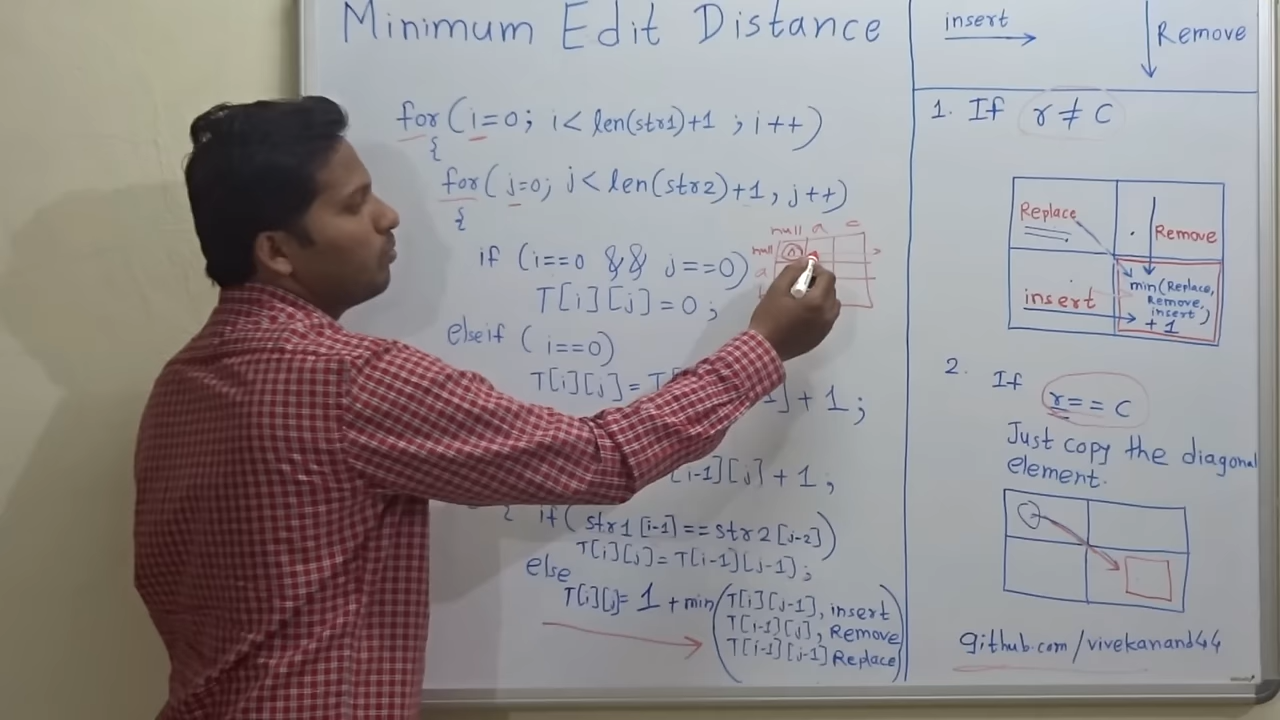 Minimum Edit Distance
for(i=0; i<len(str1)+1 ; i++)
{
for(j=0; j<len(str2)+1, j++)
{
if (i==0 && j==0)
T[i][j]=0;
elseif (i==0)
T[i][j]= T +1;
[i-1][j]+1,
{ if(str1[i-1]==str2[j-2])
T[i][j]=T[i-1][j-1];
else
T[i][j]= 1 + min(T[i][j-1], insert
T[i-1][j], Remove
T[i-1][j-1] Replace)
null a c
null 0
a
insert
Remove
1. If r ≠ C
Replace
Remove
insert
min(Replace,
Remove,
insert)
+1
2. If r==C
Just copy the diagonal
element.
github.com/vivekanand44